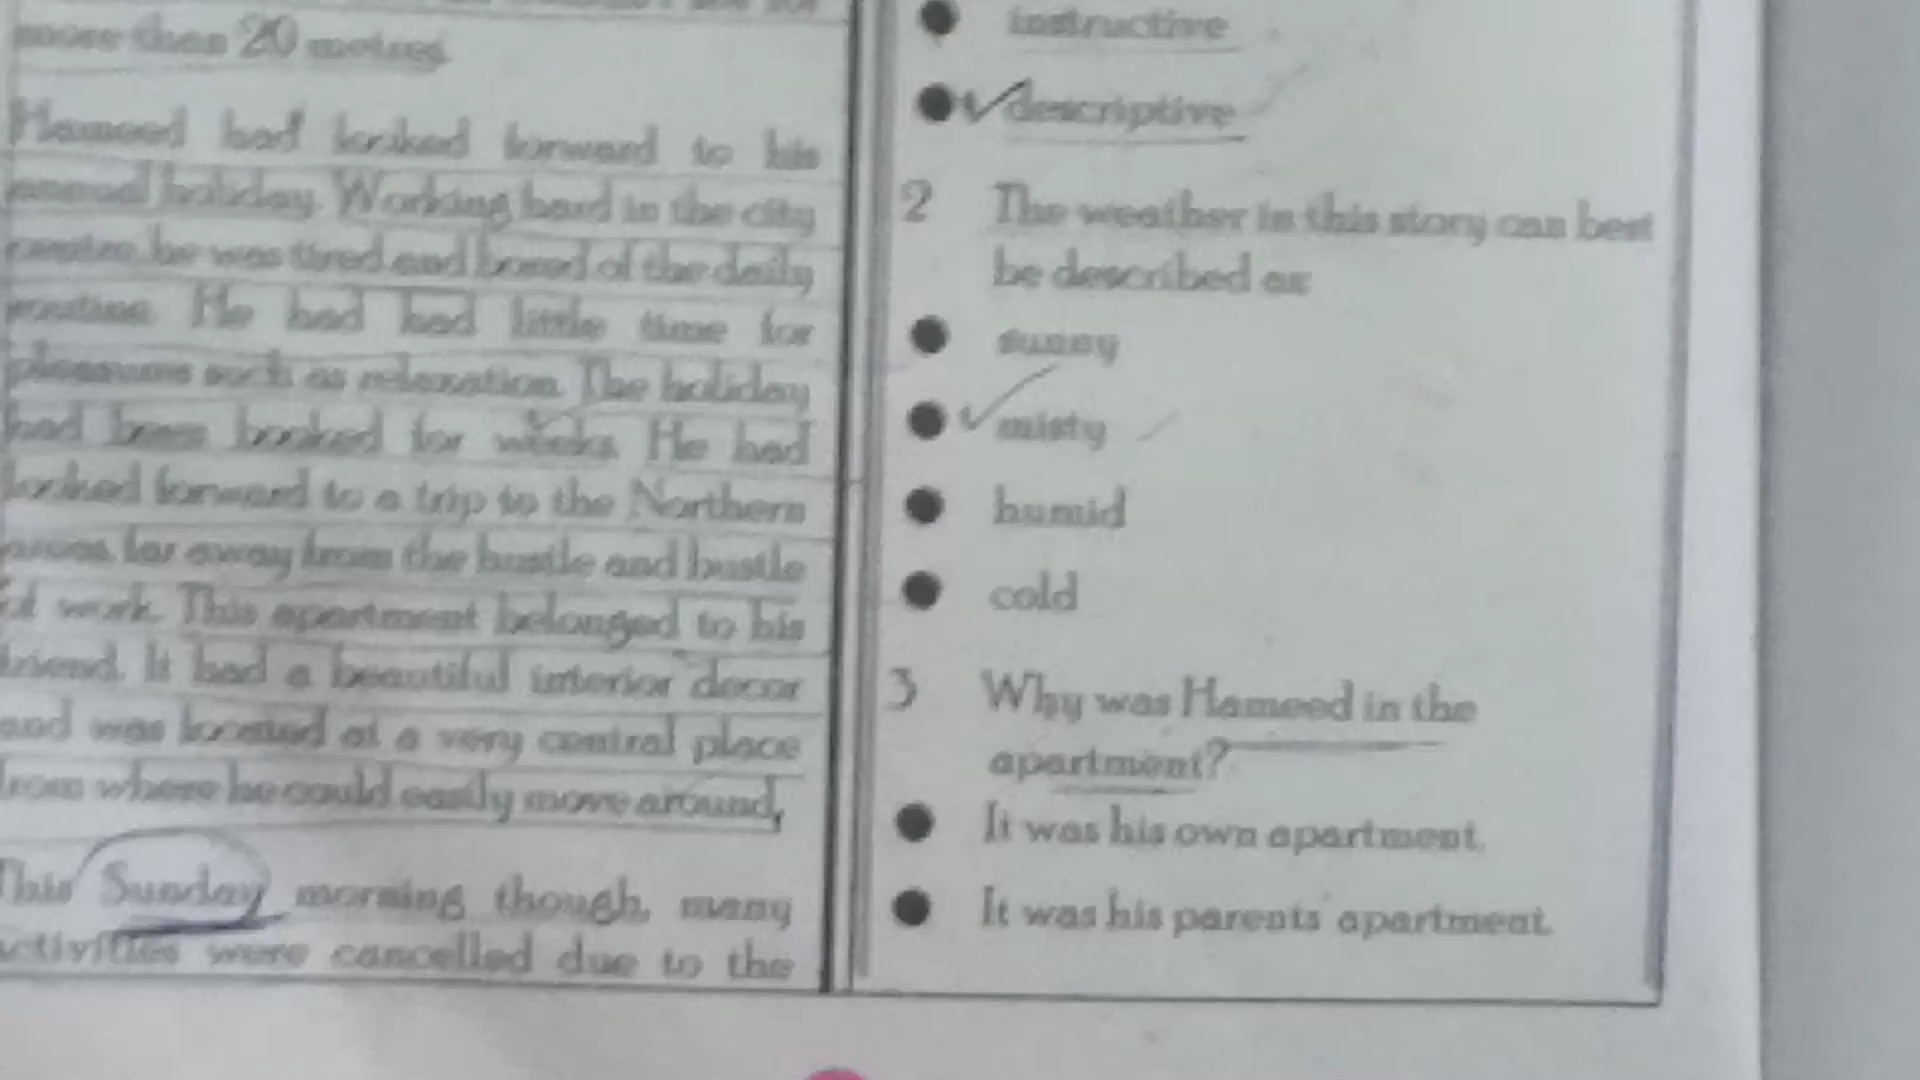 more than 20 metres.
Hameed had looked forward to his
annual holiday. Working hard in the city
centre he was tired and bored of the daily
routine. He had had little time for
pleasures such as relaxation. The holiday
had been booked for weeks. He had
looked forward to a trip to the Northern
areas, far away from the hustle and bustle
of work. This apartment belonged to his
friend. It had a beautiful interior decor
and was located at a very central place
from where he could easily move around.
This Sunday morning though, many
activities were cancelled due to the
instructive
descriptive
2 The weather in this story can best
be described as
sunny
misty
humid
cold
3 Why was Hameed in the
apartment?
It was his own apartment.
It was his parents' apartment.